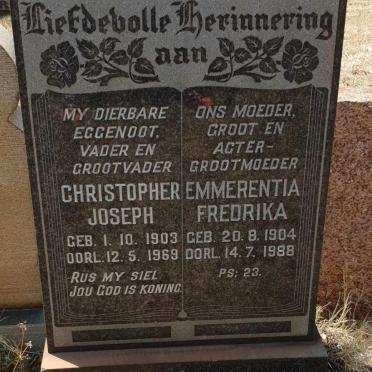 Liefdevolle Herinnering
aan
MY DIERBARE
EGGENOOT,
VADER EN
GROOTVADER
CHRISTOPHER
JOSEPH
GEB. 1. 10. 1903
OORL. 12. 5. 1969
RUS MY SIEL
JOU GOD IS KONING.
ONS MOEDER,
GROOT EN
AGTER-
GROOTMOEDER
EMMERENTIA
FREDRIKA
GEB. 20. 8. 1904
OORL. 14. 7. 1988
PS: 23.